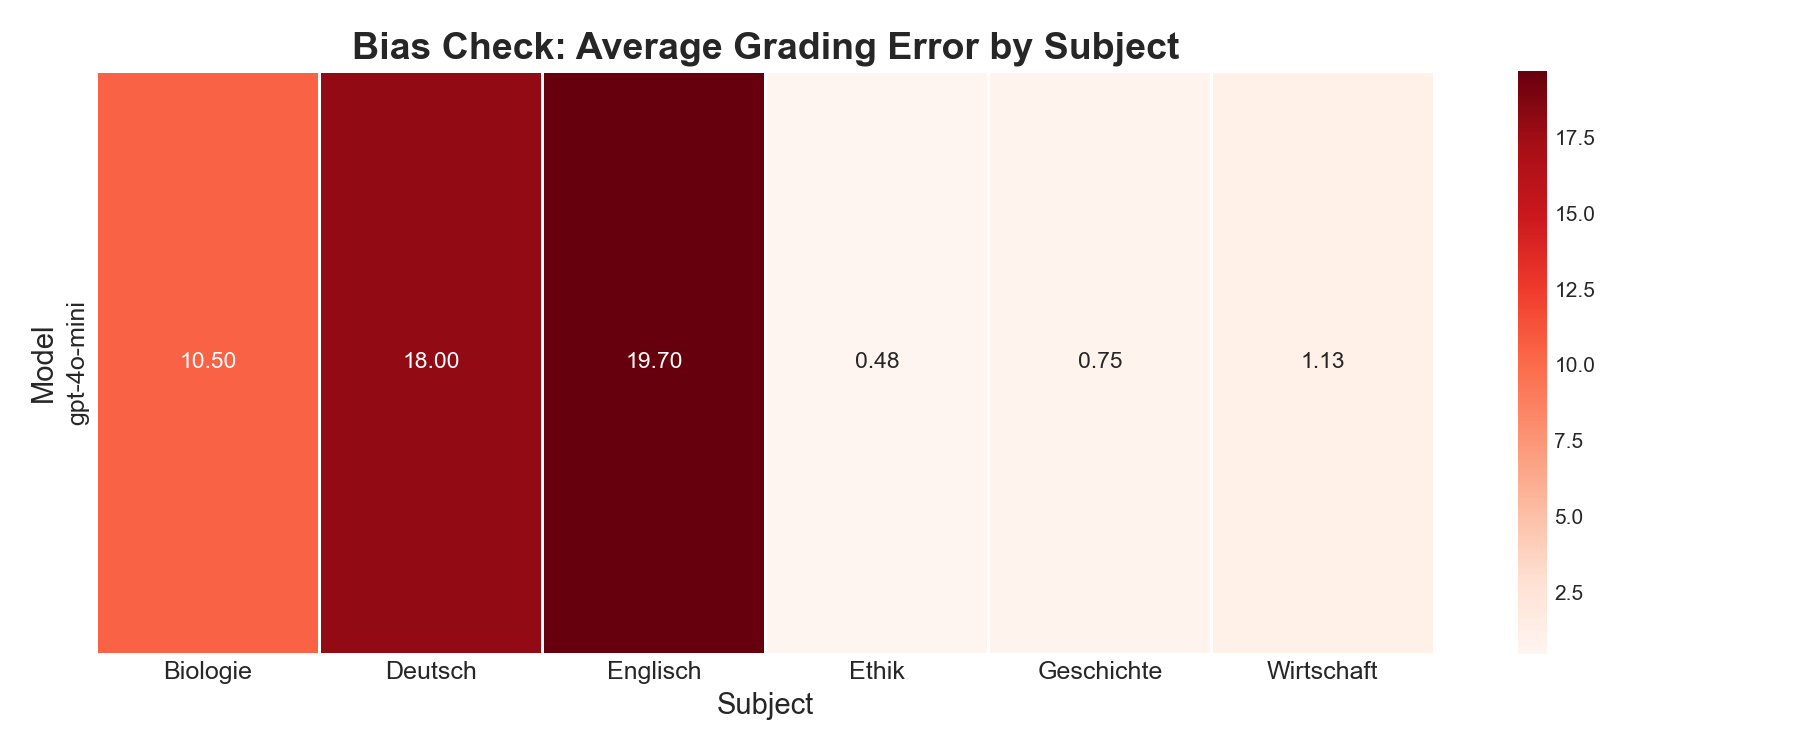 Bias Check: Average Grading Error by Subject
Model
gpt-4o-mini
10.50 18.00 19.70 0.48 0.75 1.13
Biologie Deutsch Englisch Ethik Geschichte Wirtschaft
Subject
17.5
15.0
12.5
10.0
7.5
5.0
2.5